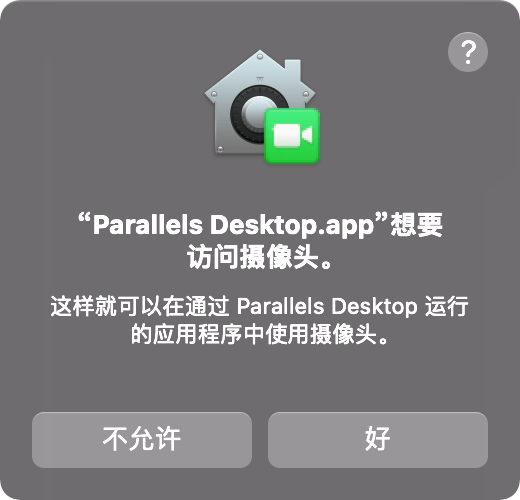 ?
“Parallels Desktop.app”想要
访问摄像头。
这样就可以在通过 Parallels Desktop 运行
的应用程序中使用摄像头。
不允许
好